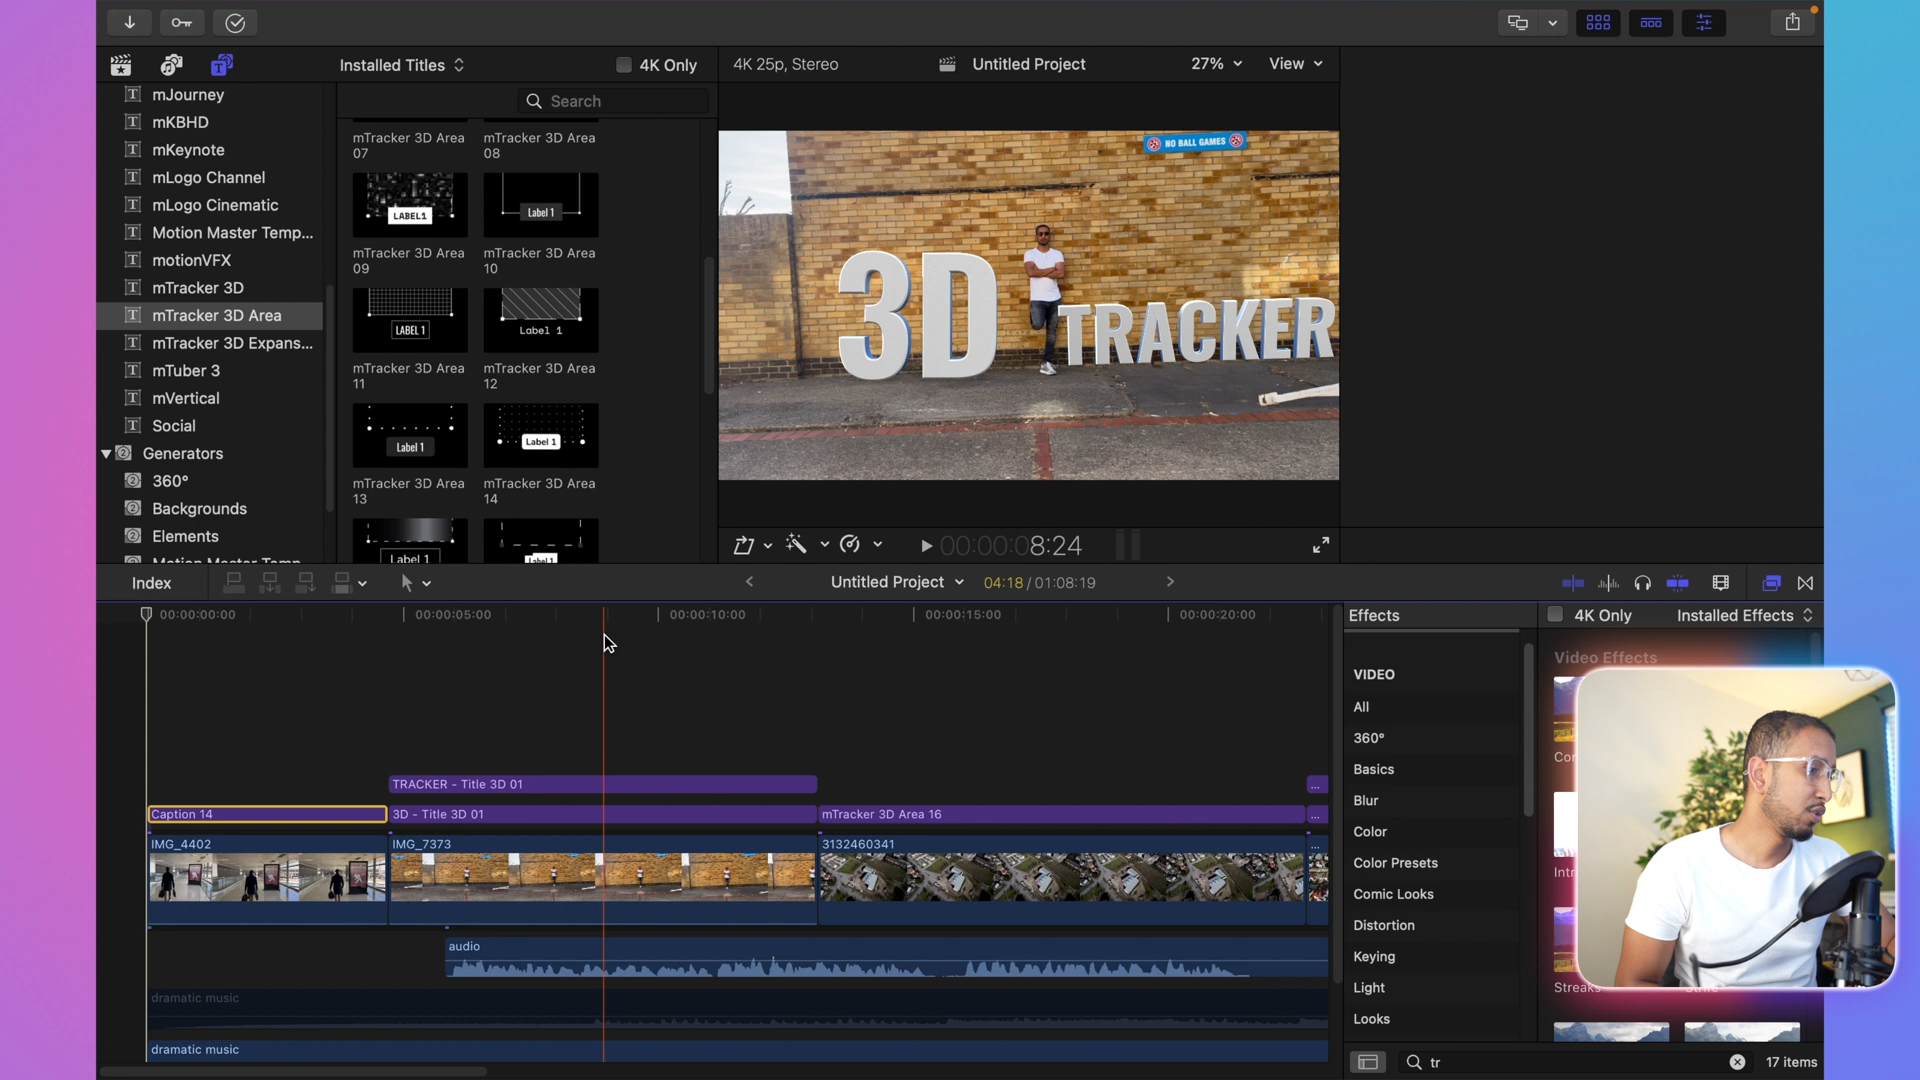 Installed Titles
4K Only
4K 25p, Stereo
Untitled Project
27%
View
Search
mJourney
mKBHD
mKeynote
mLogo Channel
mLogo Cinematic
Motion Master Temp...
motionVFX
mTracker 3D
mTracker 3D Area
mTracker 3D Expans...
mTuber 3
mVertical
Social
Generators
360°
Backgrounds
Elements
mTracker 3D Area
07
mTracker 3D Area
08
LABEL1
Label 1
mTracker 3D Area
09
mTracker 3D Area
10
LABEL 1
Label 1
mTracker 3D Area
11
mTracker 3D Area
12
Label 1
Label 1
mTracker 3D Area
13
mTracker 3D Area
14
Label 1
NO BALL GAMES
3D
TRACKER
00:00:08:24
Index
Untitled Project
04:18 / 01:08:19
00:00:00:00
00:00:05:00
00:00:10:00
00:00:15:00
00:00:20:00
TRACKER - Title 3D 01
...
Caption 14
3D - Title 3D 01
mTracker 3D Area 16
...
IMG_4402
IMG_7373
3132460341
...
audio
dramatic music
dramatic music
Effects
4K Only
Installed Effects
VIDEO
All
360°
Basics
Blur
Color
Color Presets
Comic Looks
Distortion
Keying
Light
Looks
Video Effects
Streaks
tr
17 items